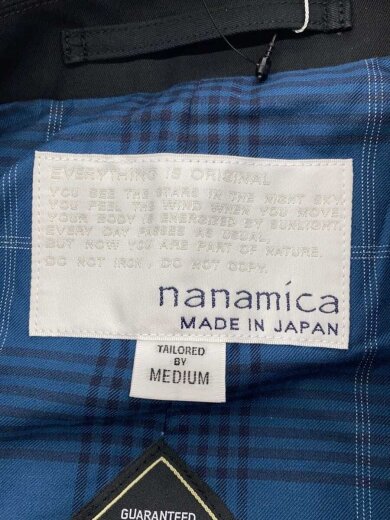 EVERYTHING IS ORIGINAL
YOU SEE THE STARS IN THE NIGHT SKY.
YOU FEEL THE WIND WHEN YOU MOVE.
YOUR BODY IS ENERGIZED BY SUNLIGHT.
EVERY DAY PASSES AS USUAL.
BUT NOW YOU ARE PART OF NATURE.
DO NOT IRON, DO NOT COPY.
nanamica
MADE IN JAPAN
TAILORED
BY
MEDIUM
GUARANTEED